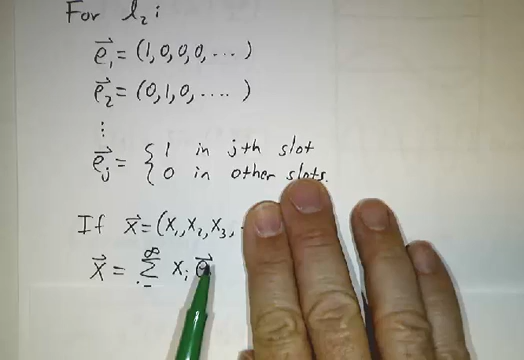 For l₂:
e⃗₁ = (1, 0, 0, 0, ....)
e⃗₂ = (0, 1, 0, ....)
⋮
e⃗ⱼ = { 1 in jth slot
0 in other slots.
If x⃗ = (x₁, x₂, x₃,
x⃗ = ∑ ∞ xᵢ e⃗